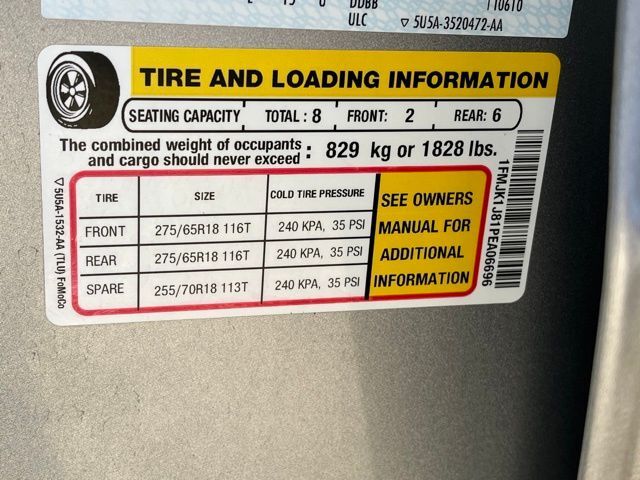 DDBB
110610
ULC
▽ 5U5A-3520472-AA
TIRE AND LOADING INFORMATION
SEATING CAPACITY TOTAL : 8 FRONT: 2 REAR: 6
The combined weight of occupants
and cargo should never exceed : 829 kg or 1828 lbs.
TIRE SIZE COLD TIRE PRESSURE
FRONT 275/65R18 116T 240 KPA, 35 PSI
REAR 275/65R18 116T 240 KPA, 35 PSI
SPARE 255/70R18 113T 240 KPA, 35 PSI
SEE OWNERS
MANUAL FOR
ADDITIONAL
INFORMATION
▽ 5U5A-1532-AA (TLU) FoMoCo
1FMJK1J81PEA06696